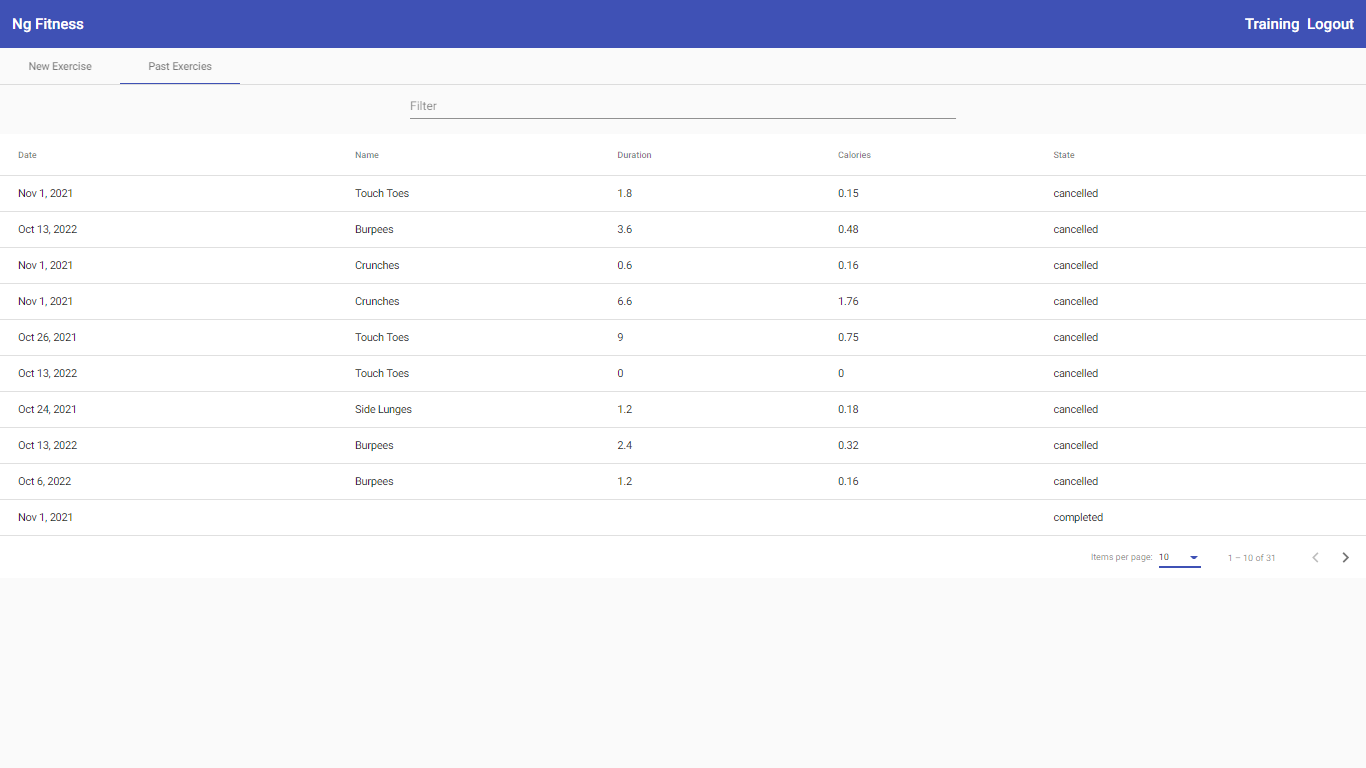 Ng Fitness Training Logout
New Exercise Past Exercies
Filter
Date Name Duration Calories State
Nov 1, 2021 Touch Toes 1.8 0.15 cancelled
Oct 13, 2022 Burpees 3.6 0.48 cancelled
Nov 1, 2021 Crunches 0.6 0.16 cancelled
Nov 1, 2021 Crunches 6.6 1.76 cancelled
Oct 26, 2021 Touch Toes 9 0.75 cancelled
Oct 13, 2022 Touch Toes 0 0 cancelled
Oct 24, 2021 Side Lunges 1.2 0.18 cancelled
Oct 13, 2022 Burpees 2.4 0.32 cancelled
Oct 6, 2022 Burpees 1.2 0.16 cancelled
Nov 1, 2021 completed
Items per page: 10 1 – 10 of 31